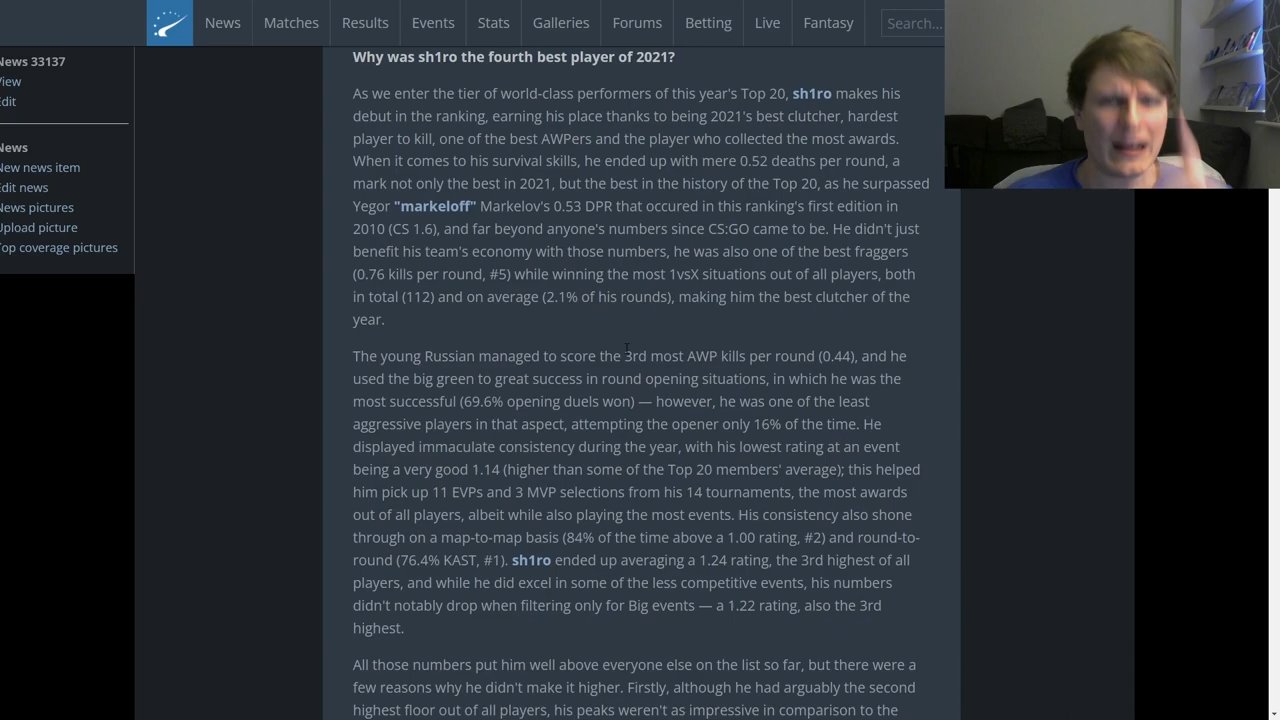 News Matches Results Events Stats Galleries Forums Betting Live Fantasy Search...
News 33137
View
Edit
News
New news item
Edit news
News pictures
Upload picture
Top coverage pictures
Why was sh1ro the fourth best player of 2021?
As we enter the tier of world-class performers of this year's Top 20, sh1ro makes his
debut in the ranking, earning his place thanks to being 2021's best clutcher, hardest
player to kill, one of the best AWPers and the player who collected the most awards.
When it comes to his survival skills, he ended up with mere 0.52 deaths per round, a
mark not only the best in 2021, but the best in the history of the Top 20, as he surpassed
Yegor "markeloff" Markelov's 0.53 DPR that occured in this ranking's first edition in
2010 (CS 1.6), and far beyond anyone's numbers since CS:GO came to be. He didn't just
benefit his team's economy with those numbers, he was also one of the best fraggers
(0.76 kills per round, #5) while winning the most 1vsX situations out of all players, both
in total (112) and on average (2.1% of his rounds), making him the best clutcher of the
year.
The young Russian managed to score the 3rd most AWP kills per round (0.44), and he
used the big green to great success in round opening situations, in which he was the
most successful (69.6% opening duels won) — however, he was one of the least
aggressive players in that aspect, attempting the opener only 16% of the time. He
displayed immaculate consistency during the year, with his lowest rating at an event
being a very good 1.14 (higher than some of the Top 20 members' average); this helped
him pick up 11 EVPs and 3 MVP selections from his 14 tournaments, the most awards
out of all players, albeit while also playing the most events. His consistency also shone
through on a map-to-map basis (84% of the time above a 1.00 rating, #2) and round-to-
round (76.4% KAST, #1). sh1ro ended up averaging a 1.24 rating, the 3rd highest of all
players, and while he did excel in some of the less competitive events, his numbers
didn't notably drop when filtering only for Big events — a 1.22 rating, also the 3rd
highest.
All those numbers put him well above everyone else on the list so far, but there were a
few reasons why he didn't make it higher. Firstly, although he had arguably the second
highest floor out of all players, his peaks weren't as impressive in comparison to the